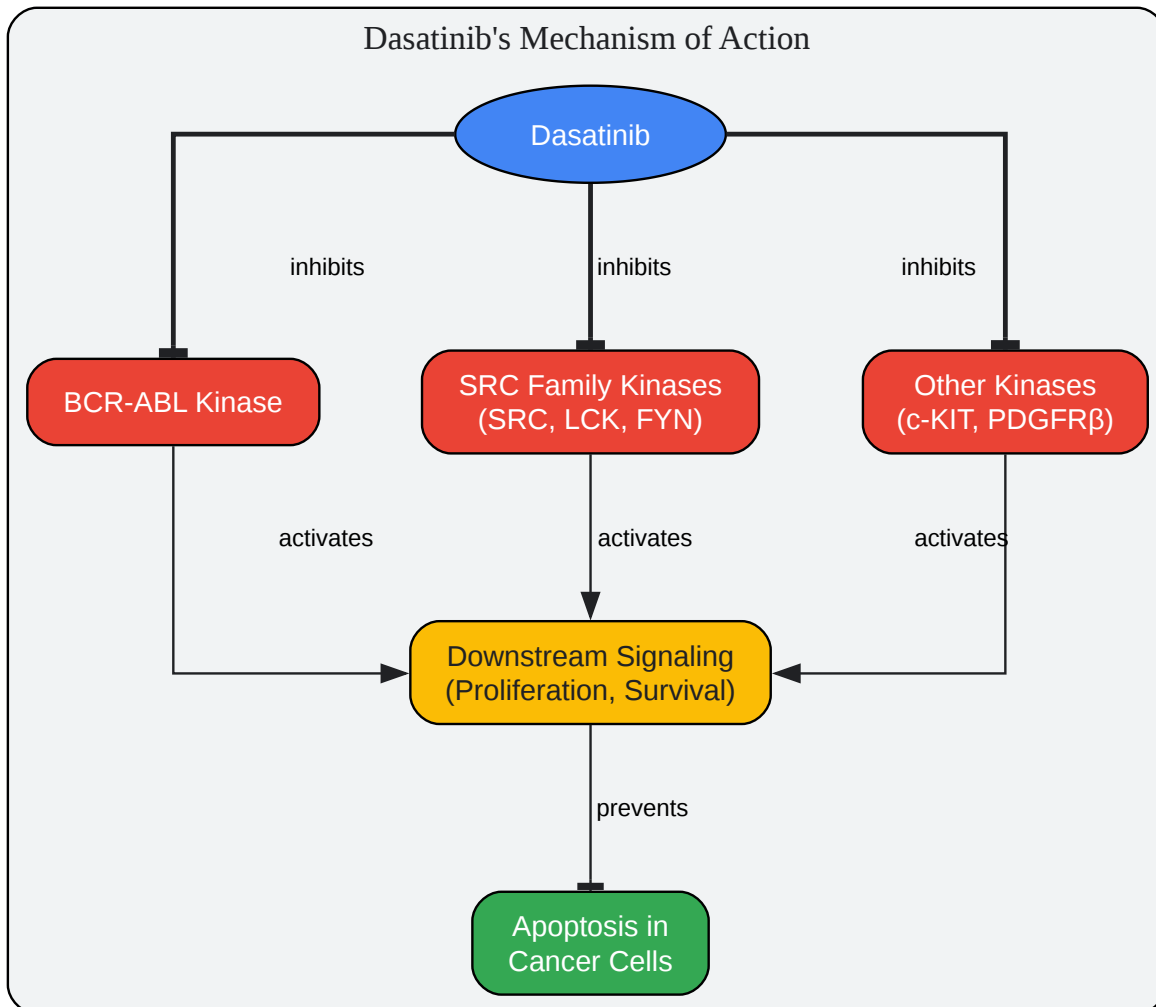 Dasatinib's Mechanism of Action
Dasatinib
inhibits
inhibits
inhibits
BCR-ABL Kinase
SRC Family Kinases
(SRC, LCK, FYN)
Other Kinases
(c-KIT, PDGFRβ)
activates
activates
activates
Downstream Signaling
(Proliferation, Survival)
prevents
Apoptosis in
Cancer Cells